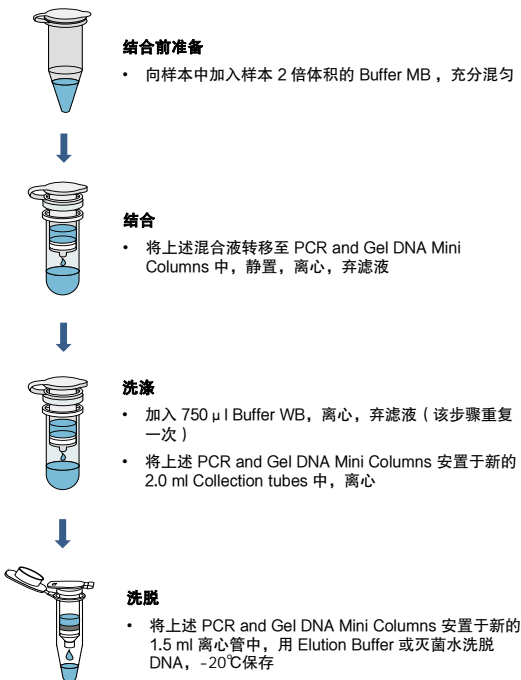 结合前准备
• 向样本中加入样本 2 倍体积的 Buffer MB ，充分混匀
结合
• 将上述混合液转移至 PCR and Gel DNA Mini
Columns 中，静置，离心，弃滤液
洗涤
• 加入 750 μl Buffer WB，离心，弃滤液（该步骤重复
一次）
• 将上述 PCR and Gel DNA Mini Columns 安置于新的
2.0 ml Collection tubes 中，离心
洗脱
• 将上述 PCR and Gel DNA Mini Columns 安置于新的
1.5 ml 离心管中，用 Elution Buffer 或灭菌水洗脱
DNA，-20℃保存